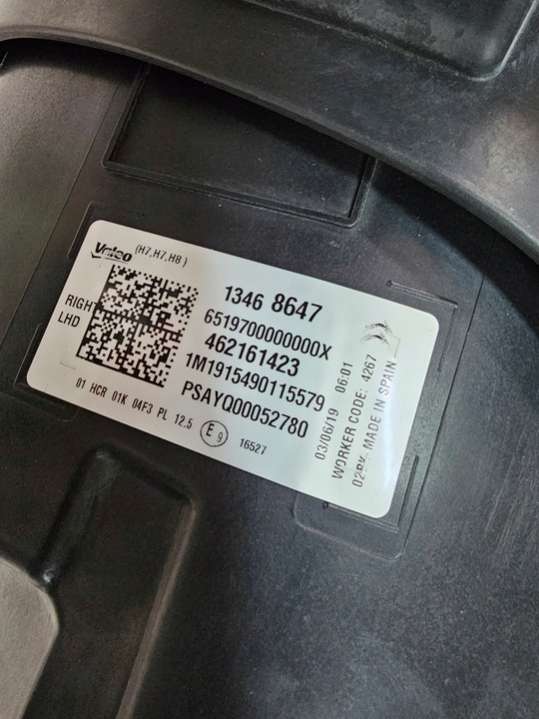 Valeo
(H7,H7,H8)
RIGHT
LHD
1346 8647
6519700000000X
462161423
1M1915490115579
PSAYQ00052780
01 HCR 01K 04F3 PL 12.5
E9
16527
03/06/19 06:01
WORKER CODE: 4267
MADE IN SPAIN